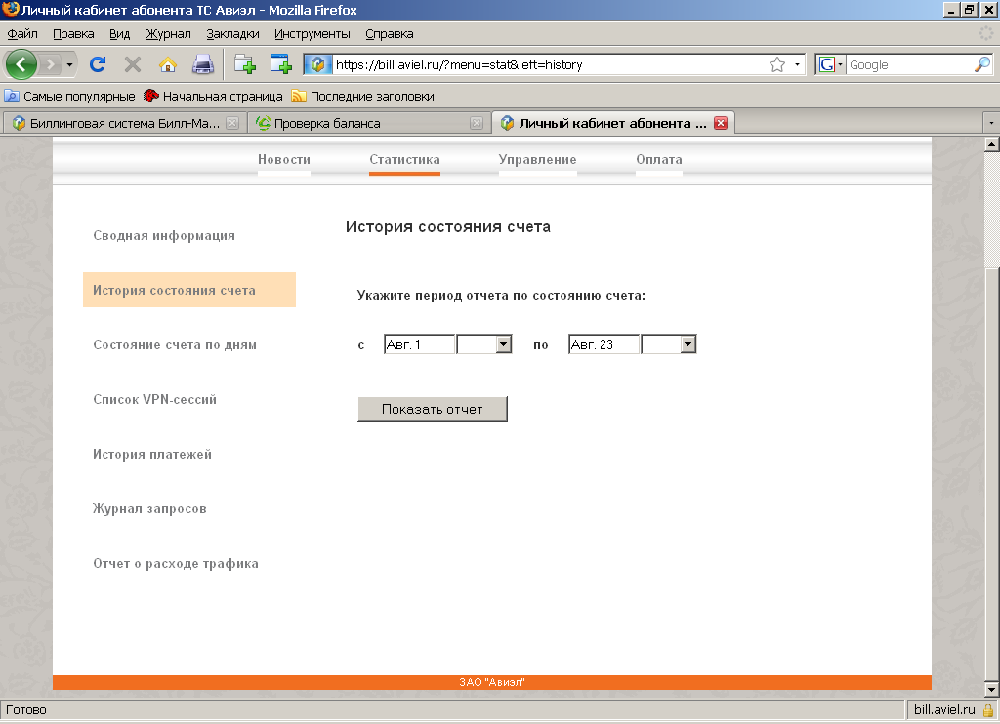 Личный кабинет абонента ТС Авиэл - Mozilla Firefox
Файл Правка Вид Журнал Закладки Инструменты Справка
https://bill.aviel.ru/?menu=stat&left=history
G Google
Самые популярные Начальная страница Последние заголовки
Биллинговая система Билл-Ма... Проверка баланса Личный кабинет абонента ...
Новости Статистика Управление Оплата
Сводная информация
История состояния счета
Состояние счета по дням
Список VPN-сессий
История платежей
Журнал запросов
Отчет о расходе трафика
История состояния счета
Укажите период отчета по состоянию счета:
с Авг. 1 по Авг. 23
Показать отчет
ЗАО "Авиэл"
Готово bill.aviel.ru